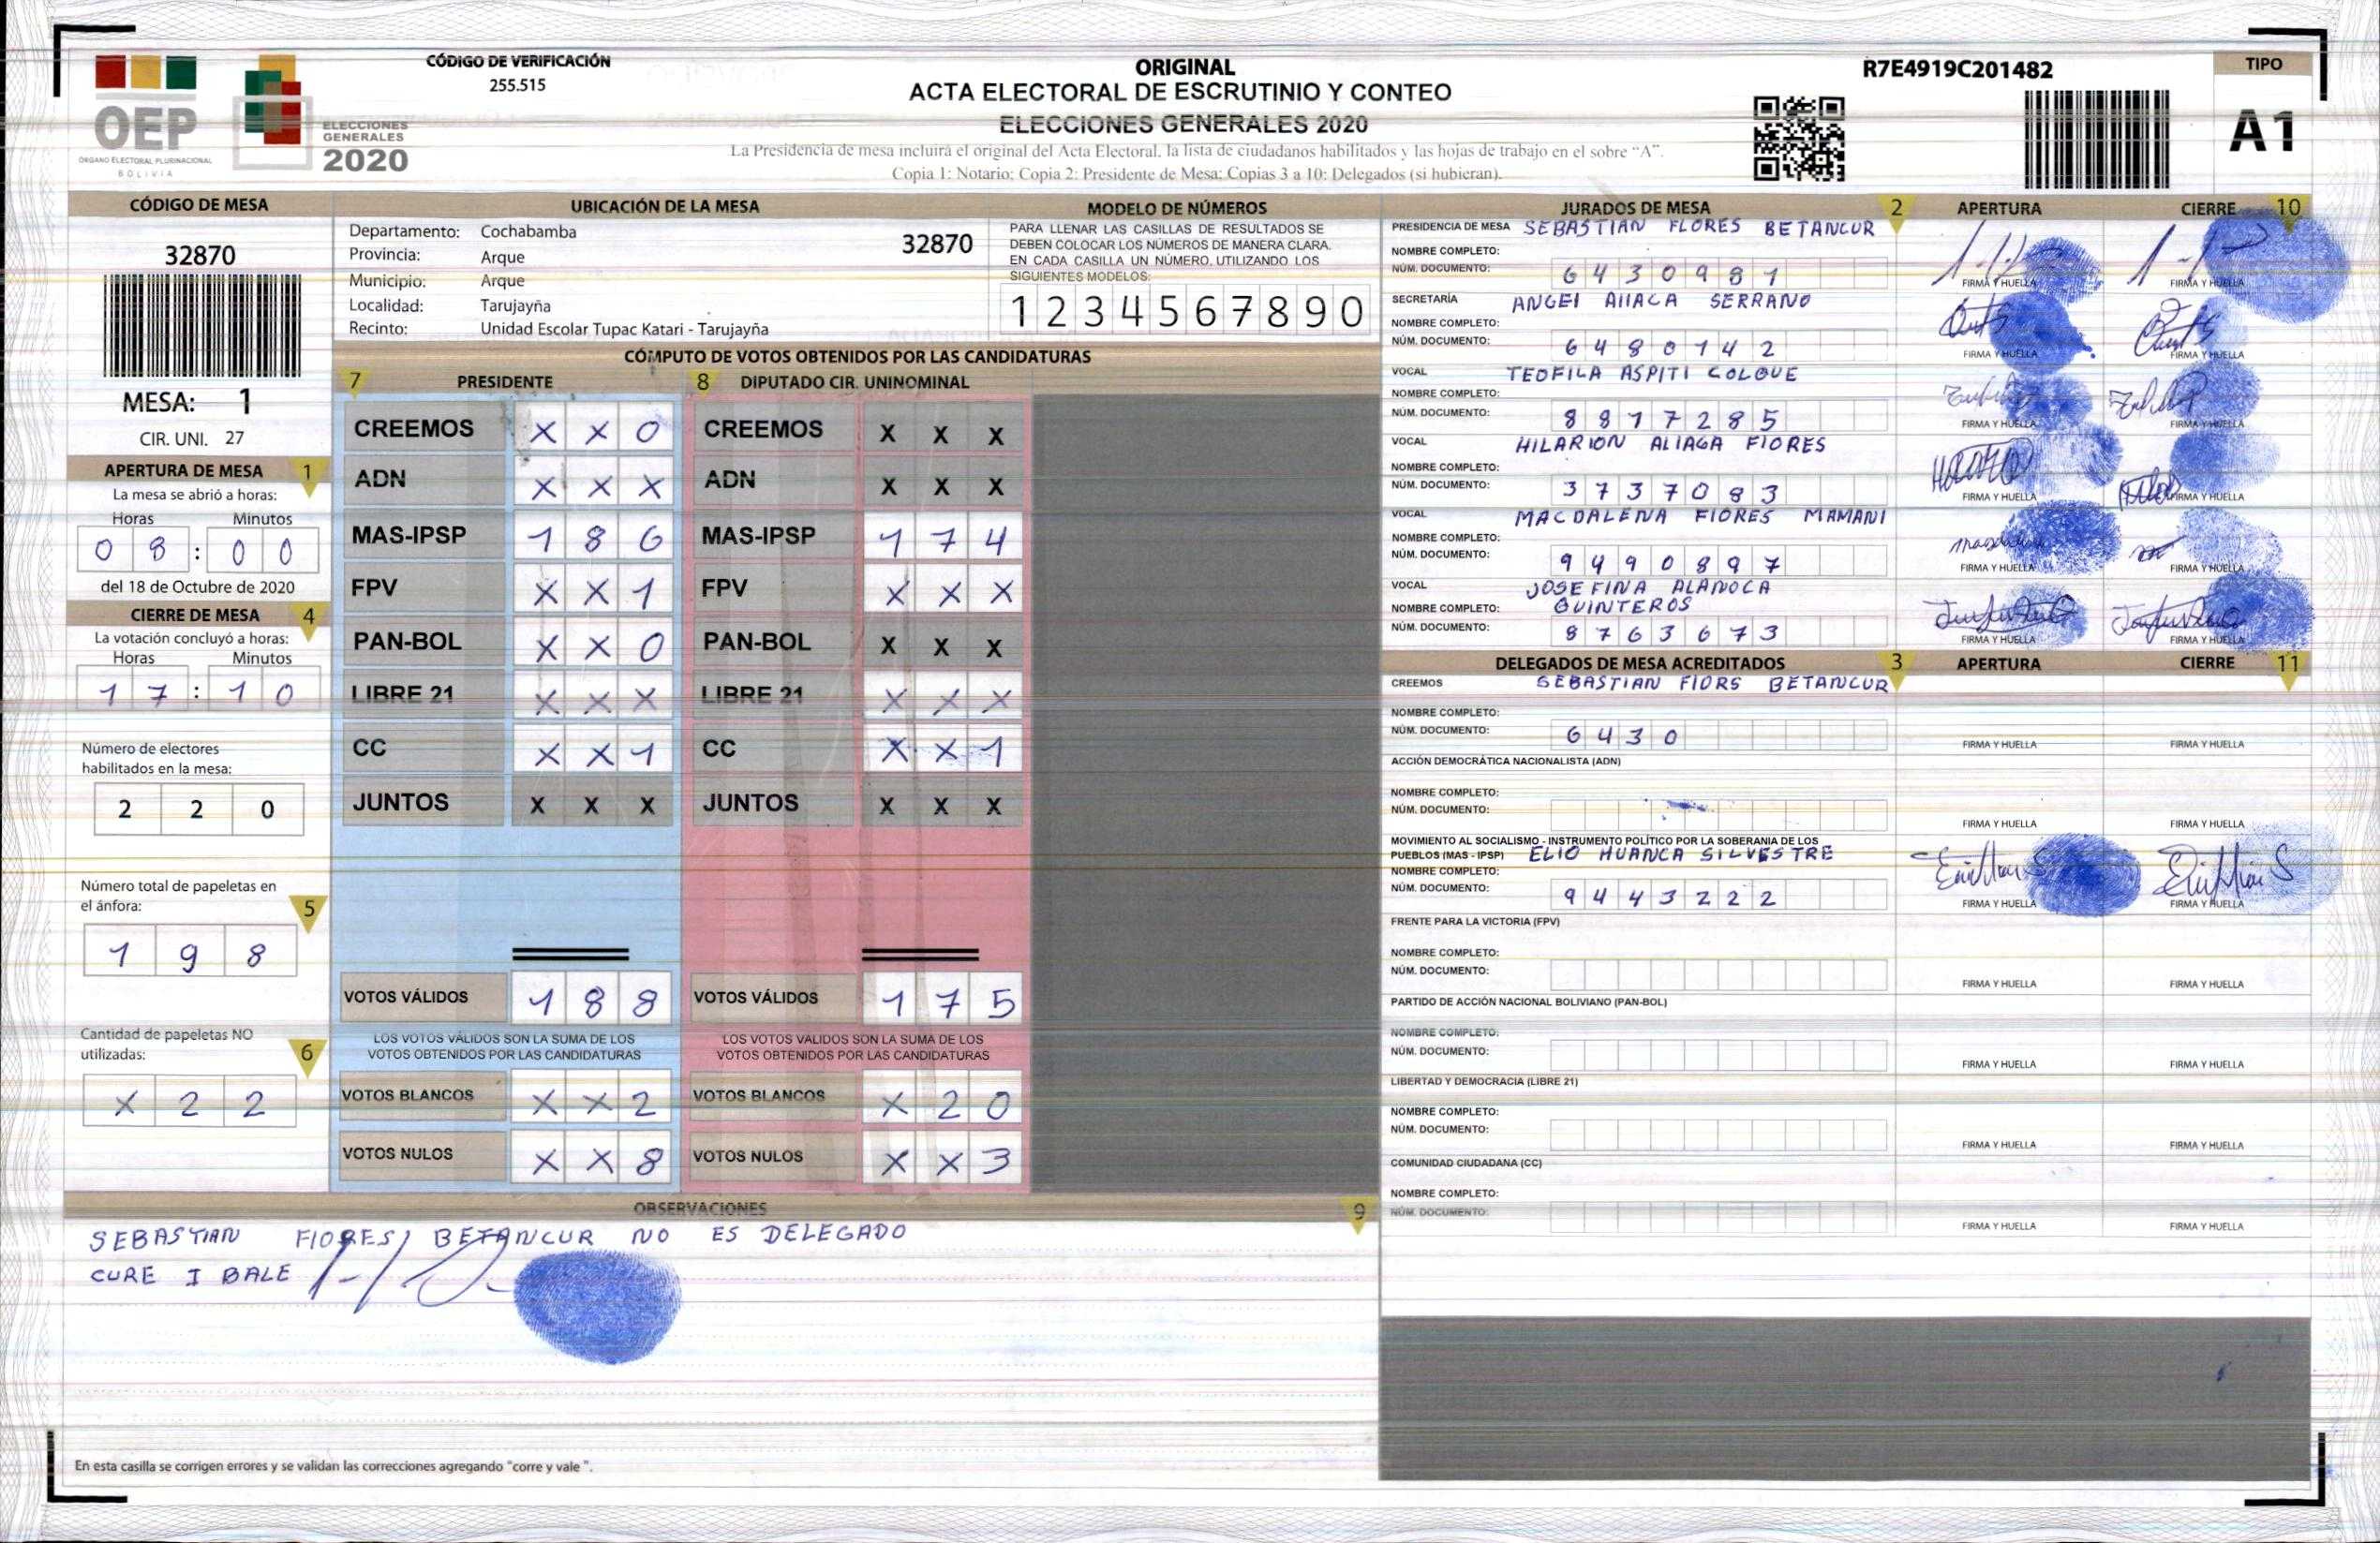 OEP
ÓRGANO ELECTORAL PLURINACIONAL
BOLIVIA
ELECCIONES
GENERALES
2020
CÓDIGO DE VERIFICACIÓN
255.515
ORIGINAL
ACTA ELECTORAL DE ESCRUTINIO Y CONTEO
ELECCIONES GENERALES 2020
La Presidencia de mesa incluirá el original del Acta Electoral, la lista de ciudadanos habilitados y las hojas de trabajo en el sobre “A”.
Copia 1: Notario; Copia 2: Presidente de Mesa; Copias 3 a 10: Delegados (si hubieran).
R7E4919C201482
TIPO
A1
CÓDIGO DE MESA
32870
MESA: 1
CIR. UNI. 27
APERTURA DE MESA 1
La mesa se abrió a horas:
Horas Minutos
0 8 : 0 0
del 18 de Octubre de 2020
CIERRE DE MESA 4
La votación concluyó a horas:
Horas Minutos
1 7 : 1 0
Número de electores
habilitados en la mesa:
2 2 0
Número total de papeletas en
el ánfora: 5
1 9 8
Cantidad de papeletas NO
utilizadas: 6
X 2 2
UBICACIÓN DE LA MESA
Departamento: Cochabamba
Provincia: Arque
Municipio: Arque
Localidad: Tarujayña
Recinto: Unidad Escolar Tupac Katari - Tarujayña
32870
MODELO DE NÚMEROS
PARA LLENAR LAS CASILLAS DE RESULTADOS SE
DEBEN COLOCAR LOS NÚMEROS DE MANERA CLARA.
EN CADA CASILLA UN NÚMERO, UTILIZANDO LOS
SIGUIENTES MODELOS:
1 2 3 4 5 6 7 8 9 0
CÓMPUTO DE VOTOS OBTENIDOS POR LAS CANDIDATURAS
7 PRESIDENTE 8 DIPUTADO CIR. UNINOMINAL
CREEMOS X X 0 CREEMOS X X X
ADN X X X ADN X X X
MAS-IPSP 1 8 6 MAS-IPSP 1 7 4
FPV X X 1 FPV X X X
PAN-BOL X X 0 PAN-BOL X X X
LIBRE 21 X X X LIBRE 21 X X X
CC X X 1 CC X X 1
JUNTOS X X X JUNTOS X X X
VOTOS VÁLIDOS 1 8 8 VOTOS VÁLIDOS 1 7 5
LOS VOTOS VÁLIDOS SON LA SUMA DE LOS LOS VOTOS VÁLIDOS SON LA SUMA DE LOS
VOTOS OBTENIDOS POR LAS CANDIDATURAS VOTOS OBTENIDOS POR LAS CANDIDATURAS
VOTOS BLANCOS X X 2 VOTOS BLANCOS X 2 0
VOTOS NULOS X X 8 VOTOS NULOS X X 3
OBSERVACIONES 9
SEBASTIAN FIORES BETANCUR NO ES DELEGADO
CURE I BALE
En esta casilla se corrigen errores y se validan las correcciones agregando "corre y vale ".
JURADOS DE MESA 2 APERTURA CIERRE 10
PRESIDENCIA DE MESA SEBASTIAN FLORES BETANCUR
NOMBRE COMPLETO:
NÚM. DOCUMENTO: 6 4 3 0 9 8 1
FIRMA Y HUELLA FIRMA Y HUELLA
SECRETARÍA ANGEI AIIACA SERRANO
NOMBRE COMPLETO:
NÚM. DOCUMENTO: 6 4 8 0 1 4 2
FIRMA Y HUELLA FIRMA Y HUELLA
VOCAL TEOFILA ASPITI COLQUE
NOMBRE COMPLETO:
NÚM. DOCUMENTO: 8 8 1 7 2 8 5
FIRMA Y HUELLA FIRMA Y HUELLA
VOCAL HILARION ALIAGA FIORES
NOMBRE COMPLETO:
NÚM. DOCUMENTO: 3 7 3 7 0 8 3
FIRMA Y HUELLA FIRMA Y HUELLA
VOCAL MACDALENA FIORES MAMANI
NOMBRE COMPLETO:
NÚM. DOCUMENTO: 9 4 9 0 8 9 7
FIRMA Y HUELLA FIRMA Y HUELLA
VOCAL JOSEFINA ALANOCA
NOMBRE COMPLETO: QUINTEROS
NÚM. DOCUMENTO: 8 7 6 3 6 7 3
FIRMA Y HUELLA FIRMA Y HUELLA
DELEGADOS DE MESA ACREDITADOS 3 APERTURA CIERRE 11
CREEMOS SEBASTIAN FIORS BETANCUR
NOMBRE COMPLETO:
NÚM. DOCUMENTO: 6 4 3 0
FIRMA Y HUELLA FIRMA Y HUELLA
ACCIÓN DEMOCRÁTICA NACIONALISTA (ADN)
NOMBRE COMPLETO:
NÚM. DOCUMENTO:
FIRMA Y HUELLA FIRMA Y HUELLA
MOVIMIENTO AL SOCIALISMO - INSTRUMENTO POLÍTICO POR LA SOBERANIA DE LOS
PUEBLOS (MAS - IPSP) ELIO HUANCA SILVESTRE
NOMBRE COMPLETO:
NÚM. DOCUMENTO: 9 4 4 3 2 2 2
FIRMA Y HUELLA FIRMA Y HUELLA
FRENTE PARA LA VICTORIA (FPV)
NOMBRE COMPLETO:
NÚM. DOCUMENTO:
FIRMA Y HUELLA FIRMA Y HUELLA
PARTIDO DE ACCIÓN NACIONAL BOLIVIANO (PAN-BOL)
NOMBRE COMPLETO:
NÚM. DOCUMENTO:
FIRMA Y HUELLA FIRMA Y HUELLA
LIBERTAD Y DEMOCRACIA (LIBRE 21)
NOMBRE COMPLETO:
NÚM. DOCUMENTO:
FIRMA Y HUELLA FIRMA Y HUELLA
COMUNIDAD CIUDADANA (CC)
NOMBRE COMPLETO:
NÚM. DOCUMENTO:
FIRMA Y HUELLA FIRMA Y HUELLA